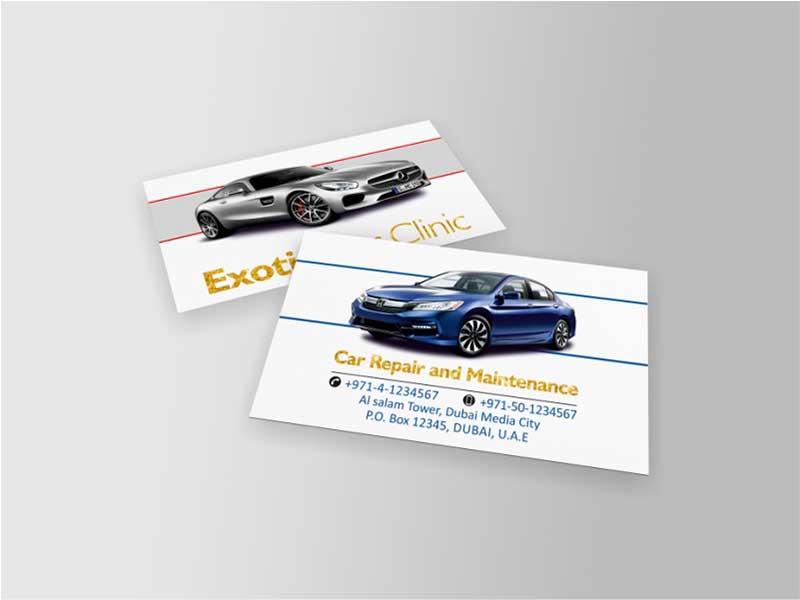 Exoti Clinic
Car Repair and Maintenance
+971-4-1234567 +971-50-1234567
Al salam Tower, Dubai Media City
P.O. Box 12345, DUBAI, U.A.E